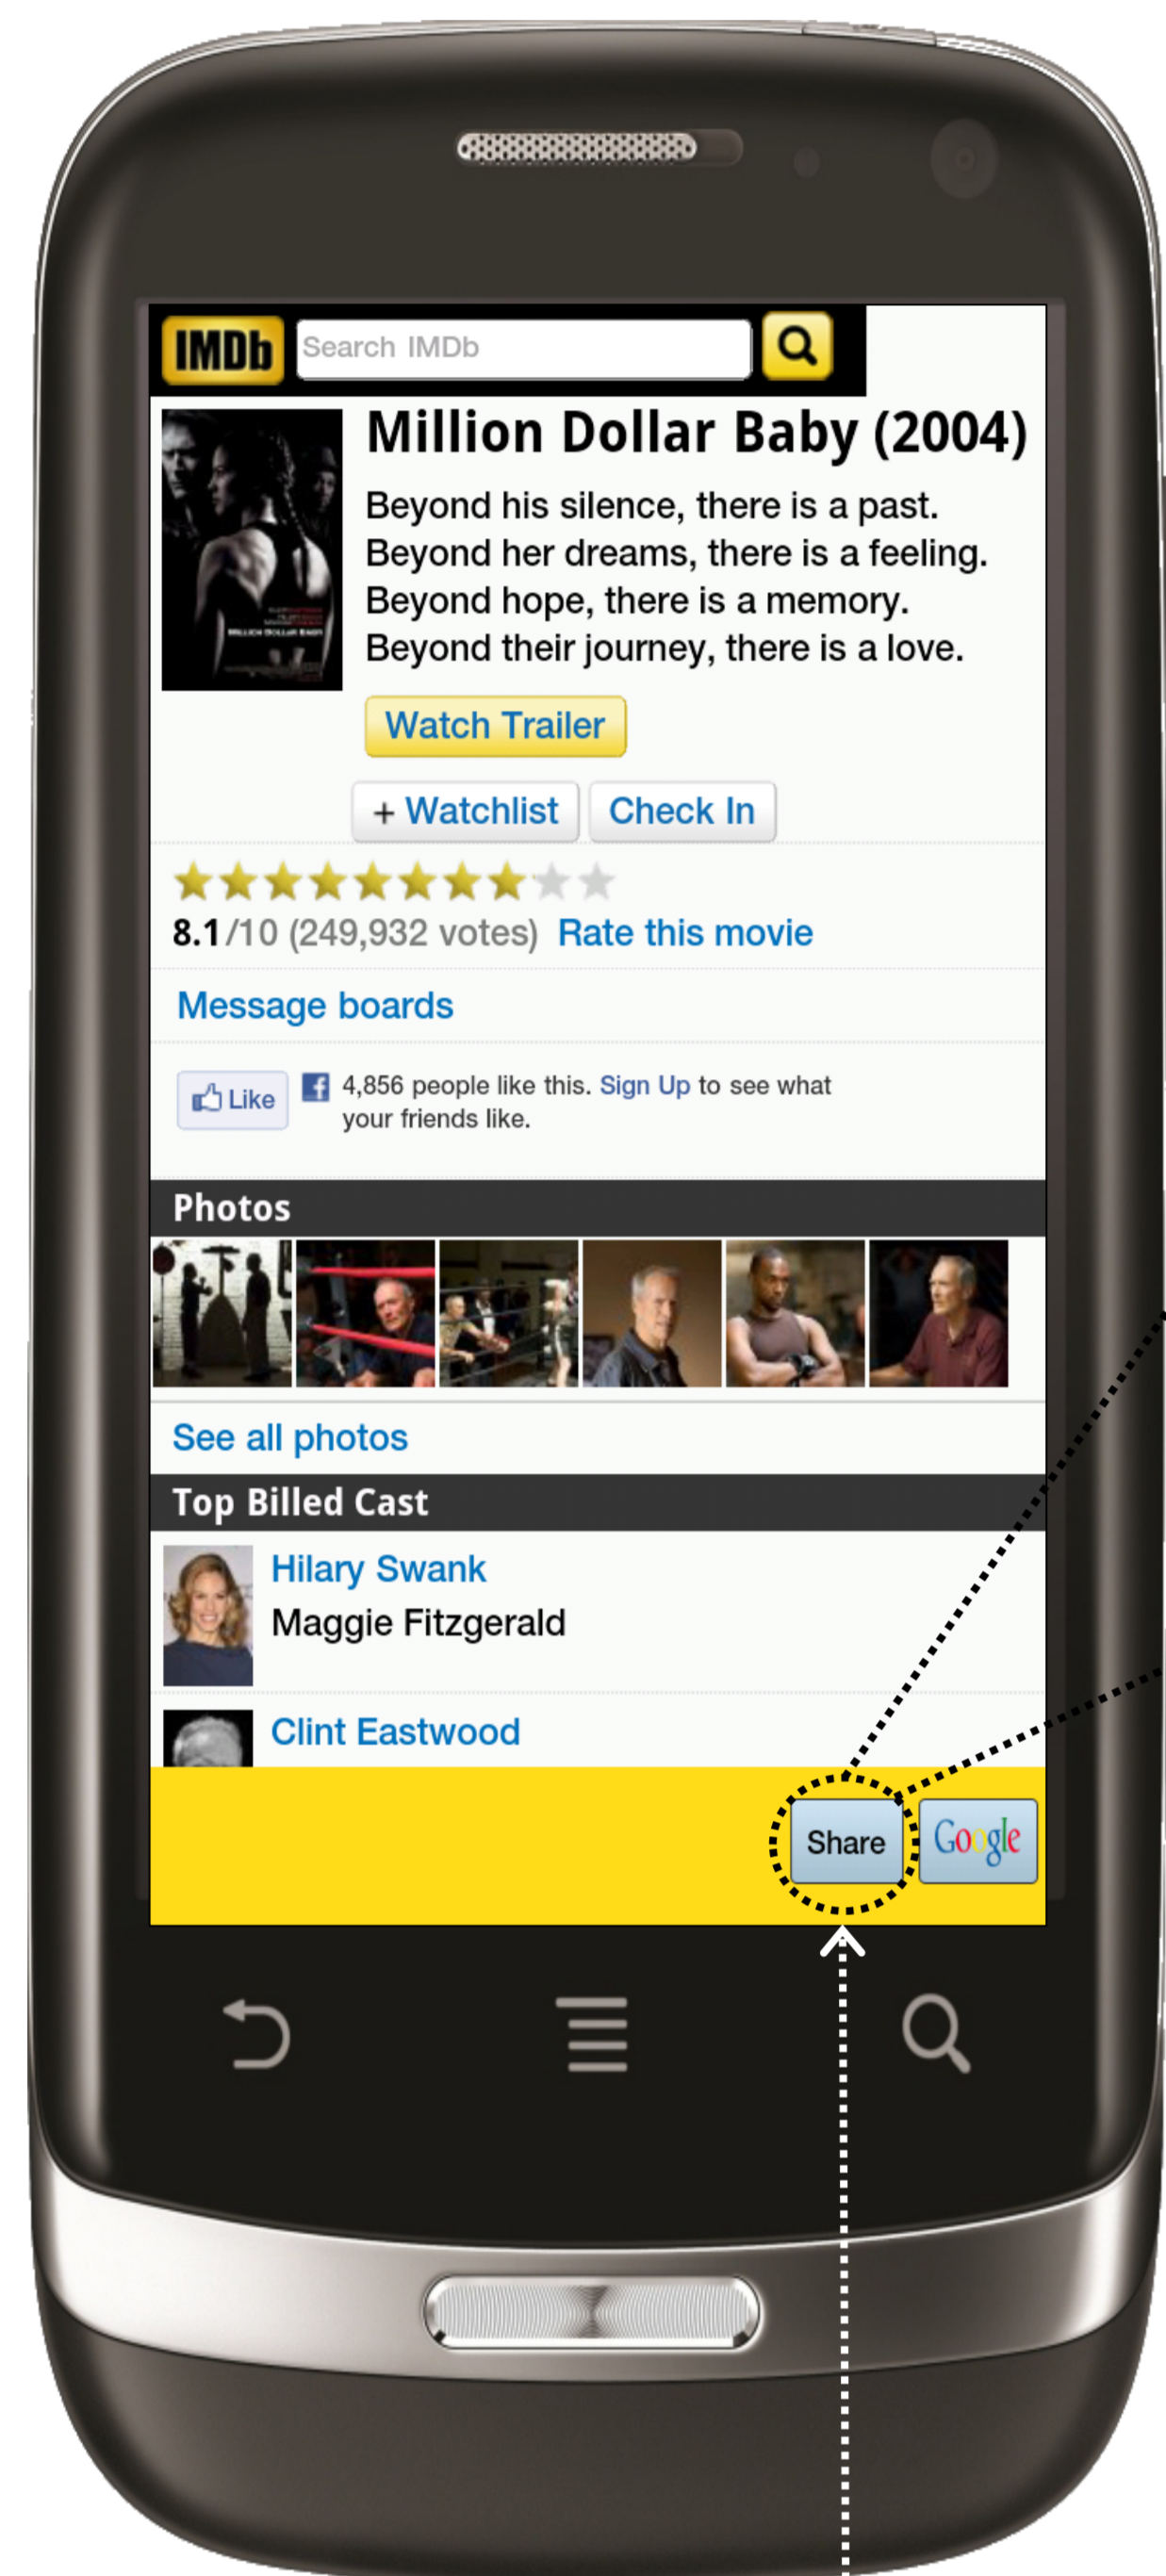 IMDb Search IMDb
Million Dollar Baby (2004)
Beyond his silence, there is a past.
Beyond her dreams, there is a feeling.
Beyond hope, there is a memory.
Beyond their journey, there is a love.
MILLION DOLLAR BABY
Watch Trailer
+ Watchlist Check In
8.1/10 (249,932 votes) Rate this movie
Message boards
Like 4,856 people like this. Sign Up to see what
your friends like.
Photos
See all photos
Top Billed Cast
Hilary Swank
Maggie Fitzgerald
Clint Eastwood
Share Google